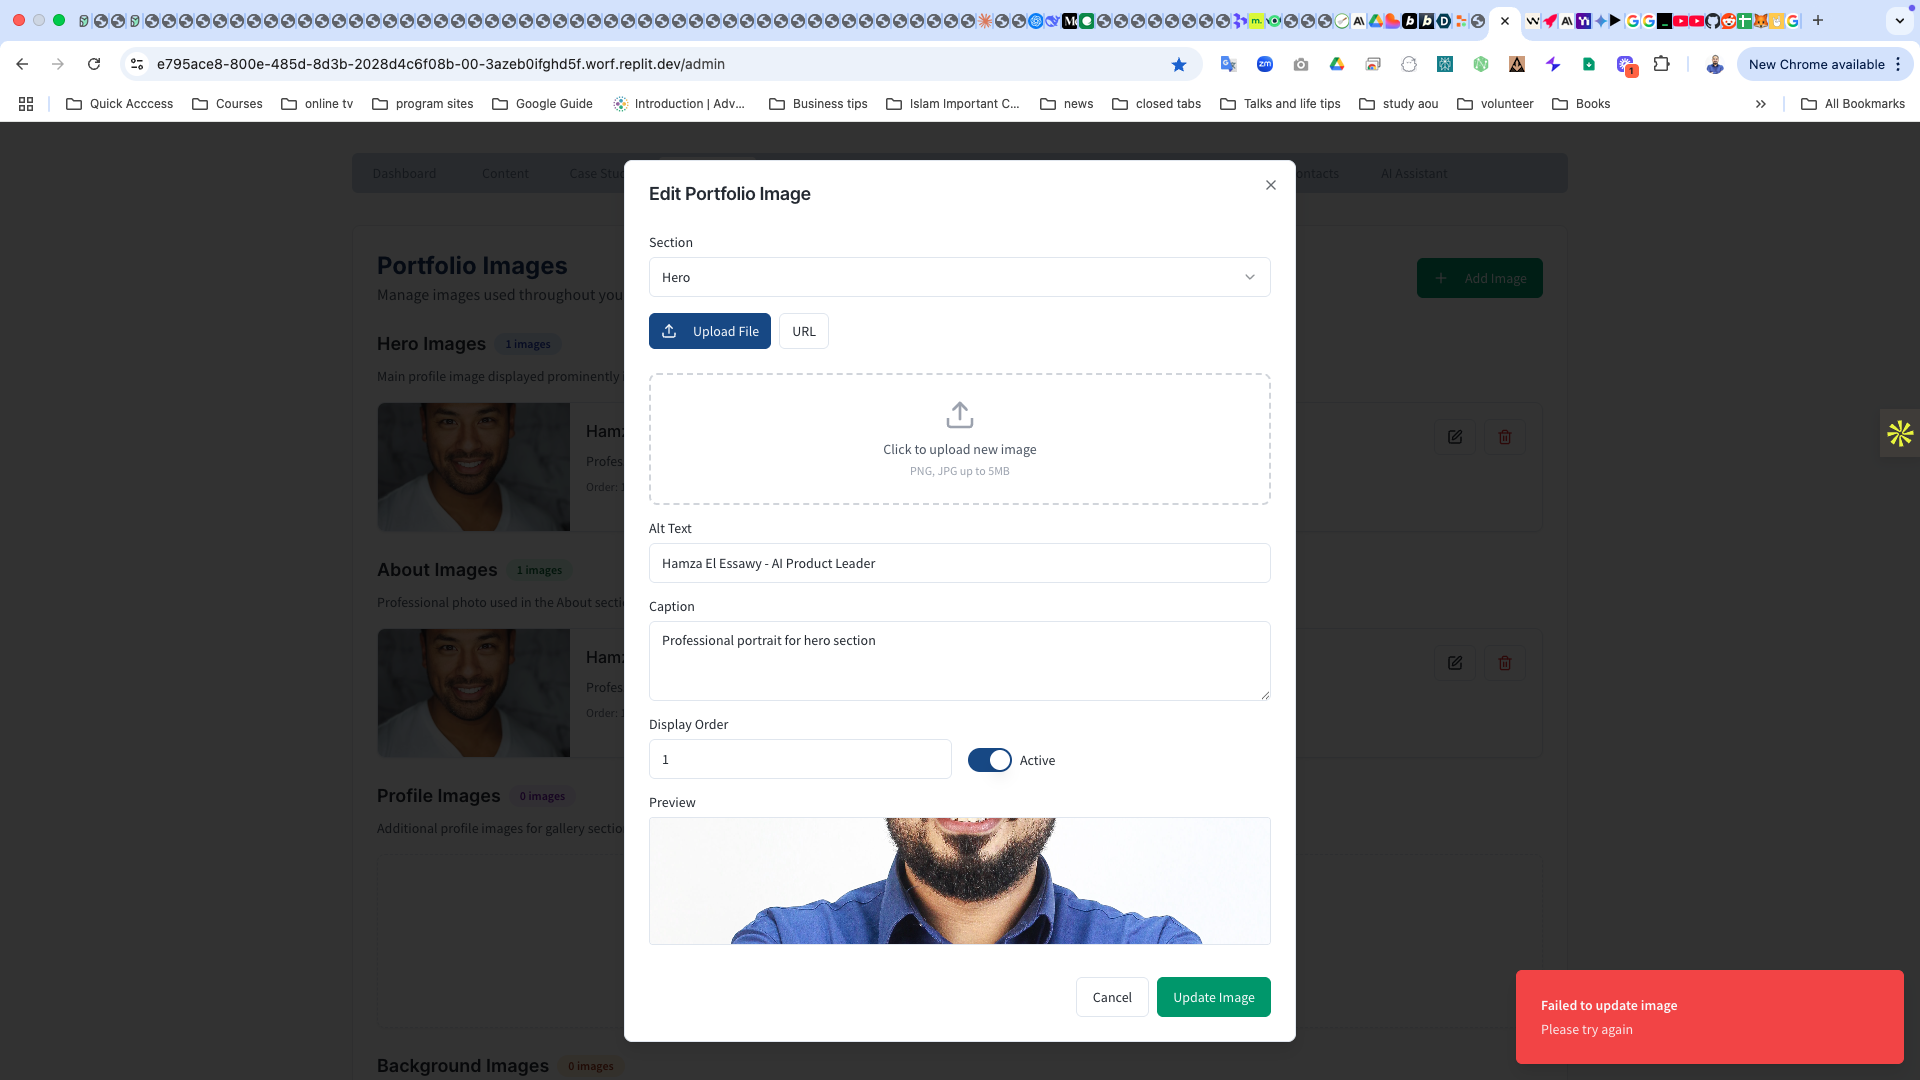 e795ace8-800e-485d-8d3b-2028d4c6f08b-00-3azeb0ifghd5f.worf.replit.dev/admin
New Chrome available
Quick Acccess
Courses
online tv
program sites
Google Guide
Introduction | Adv...
Business tips
Islam Important C...
news
closed tabs
Talks and life tips
study aou
volunteer
Books
All Bookmarks
Dashboard
Content
Case Stud
ontacts
AI Assistant
Edit Portfolio Image
Portfolio Images
Manage images used throughout you
Add Image
Section
Hero
Upload File
URL
Hero Images
1 images
Main profile image displayed prominently
Click to upload new image
PNG, JPG up to 5MB
Ham
Profes
Order: 1
Alt Text
Hamza El Essawy - AI Product Leader
About Images
1 images
Professional photo used in the About secti
Caption
Professional portrait for hero section
Ham
Profes
Order: 1
Display Order
1
Active
Profile Images
0 images
Additional profile images for gallery sectio
Preview
Cancel
Update Image
Background Images
0 images
Failed to update image
Please try again